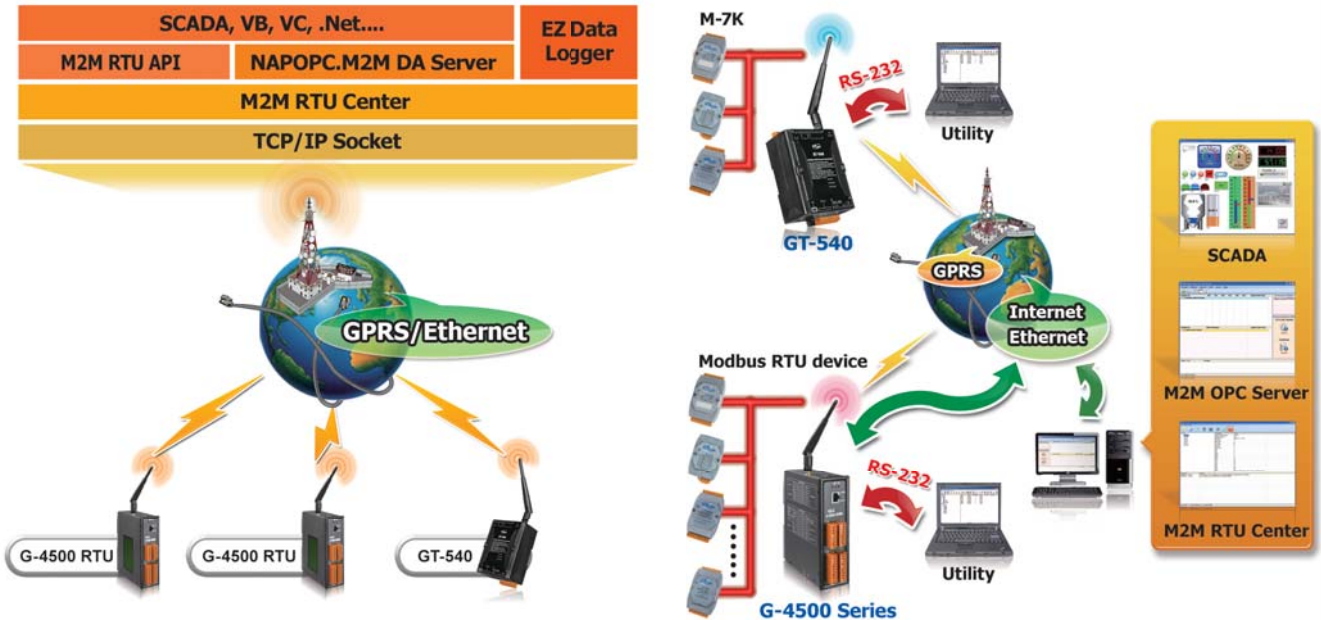 SCADA, VB, VC, .Net....
EZ Data
Logger
M2M RTU API
NAPOPC.M2M DA Server
M2M RTU Center
TCP/IP Socket
GPRS/Ethernet
G-4500 RTU
G-4500 RTU
GT-540
M-7K
RS-232
Utility
GT-540
GPRS
Internet
Ethernet
Modbus RTU device
RS-232
Utility
G-4500 Series
SCADA
M2M OPC Server
M2M RTU Center